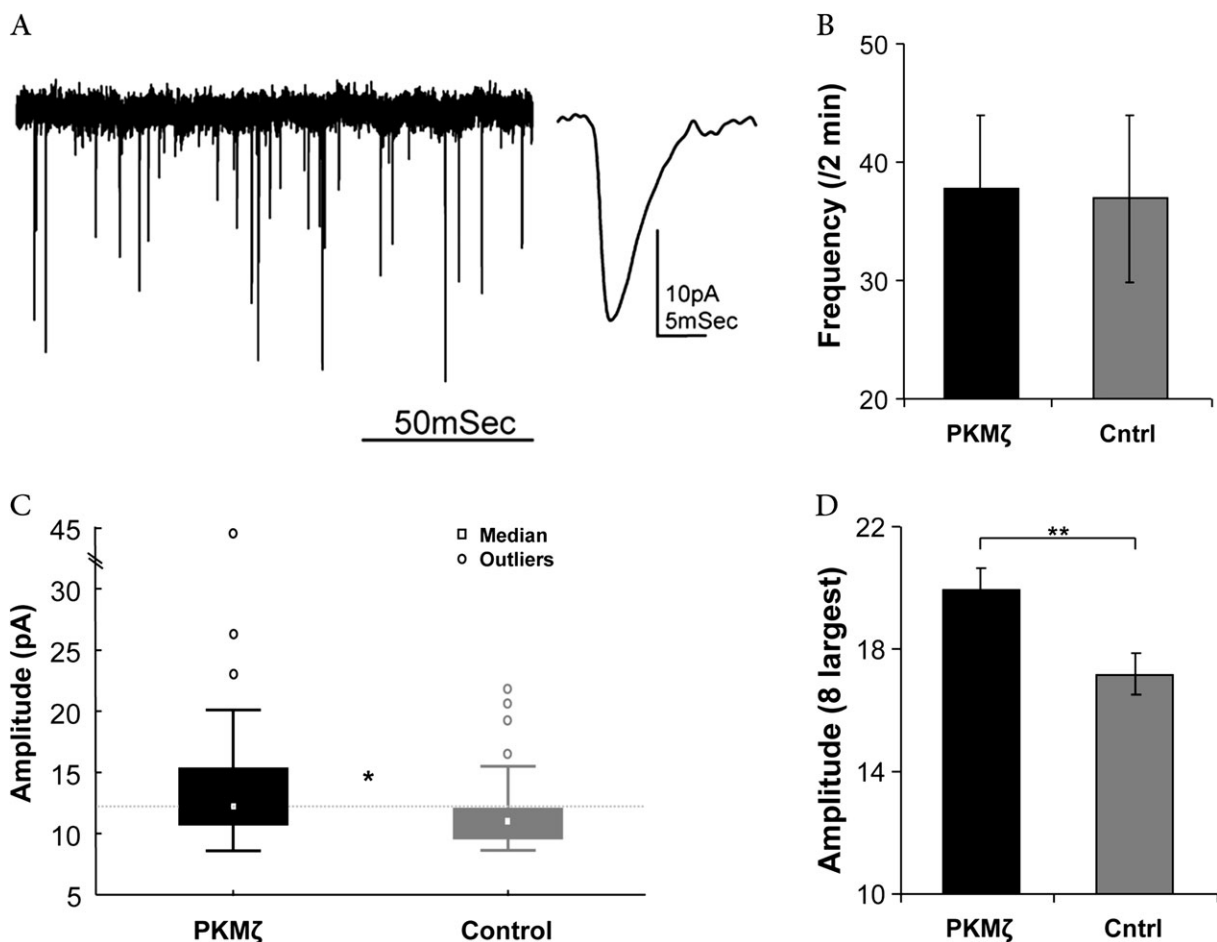 A
10pA
5mSec
50mSec
B
Frequency (/2 min)
50
40
30
20
PKMζ
Cntrl
C
Amplitude (pA)
45
30
25
20
15
10
5
Median
Outliers
*
PKMζ
Control
D
Amplitude (8 largest)
22
18
14
10
**
PKMζ
Cntrl